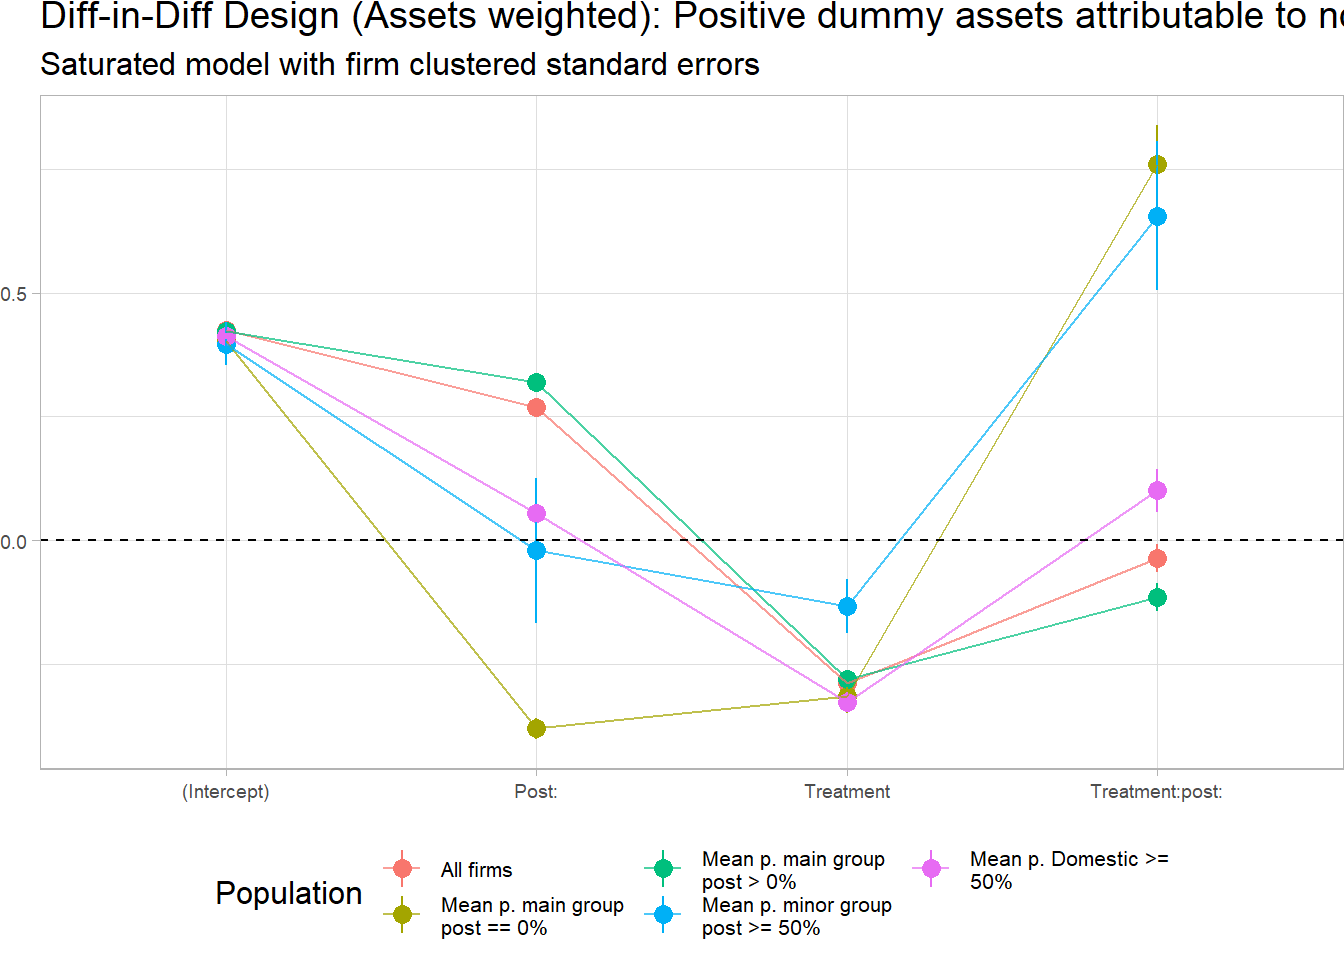 Diff-in-Diff Design (Assets weighted): Positive dummy assets attributable to
Saturated model with firm clustered standard errors
0.5
0.0
(Intercept)
Post:
Treatment
Treatment:post:
Population
All firms
Mean p. main group
post == 0%
Mean p. main group
post > 0%
Mean p. minor group
post >= 50%
Mean p. Domestic >=
50%